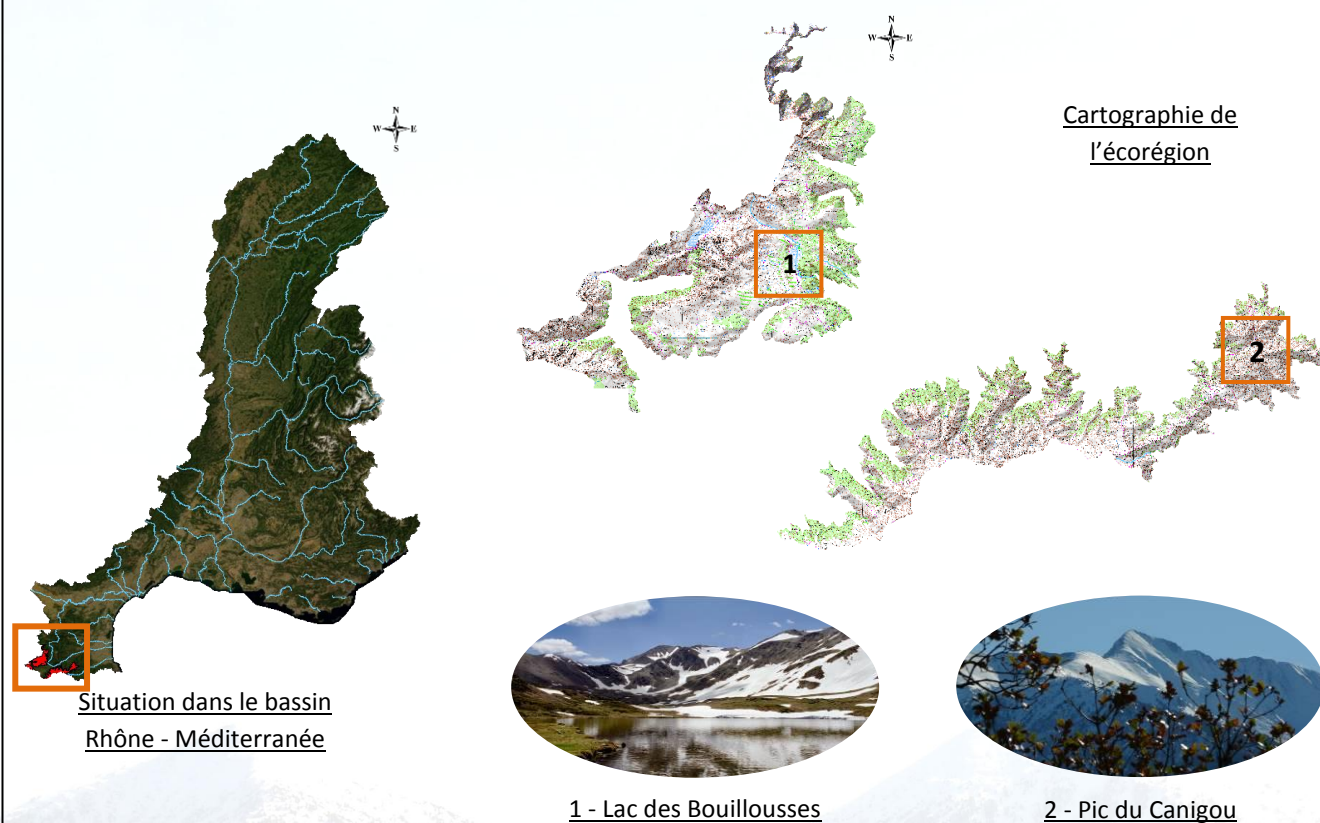 N
W E
S
N
W E
S
Cartographie de
l'écorégion
1
2
Situation dans le bassin
Rhône - Méditerranée
1 - Lac des Bouillousses
2 - Pic du Canigou